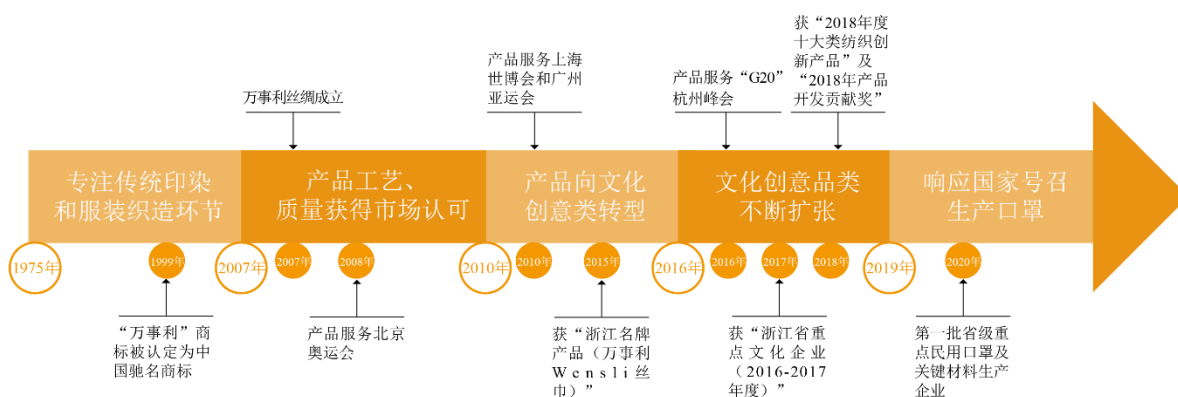 万事利丝绸成立
产品服务上海
世博会和广州
亚运会
产品服务“G20”
杭州峰会
获“2018年度
十大类纺织创
新产品”及
“2018年产品
开发贡献奖”
专注传统印染
和服装织造环节
产品工艺、
质量获得市场认可
产品向文化
创意类转型
文化创意品类
不断扩张
响应国家号召
生产口罩
1975年
1999年
2007年
2007年
2008年
2010年
2010年
2015年
2016年
2016年
2017年
2018年
2019年
2020年
“万事利”商
标被认定为中
国驰名商标
产品服务北京
奥运会
获“浙江名牌
产品（万事利
Wensli丝
巾）”
获“浙江省重
点文化企业
（2016-2017
年度）”
第一批省级重
点民用口罩及
关键材料生产
企业